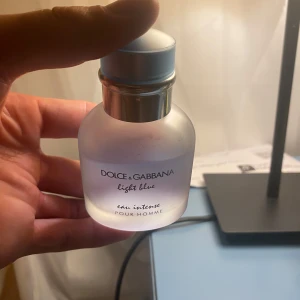 DOLCE & GABBANA
light blue
eau intense
POUR HOMME